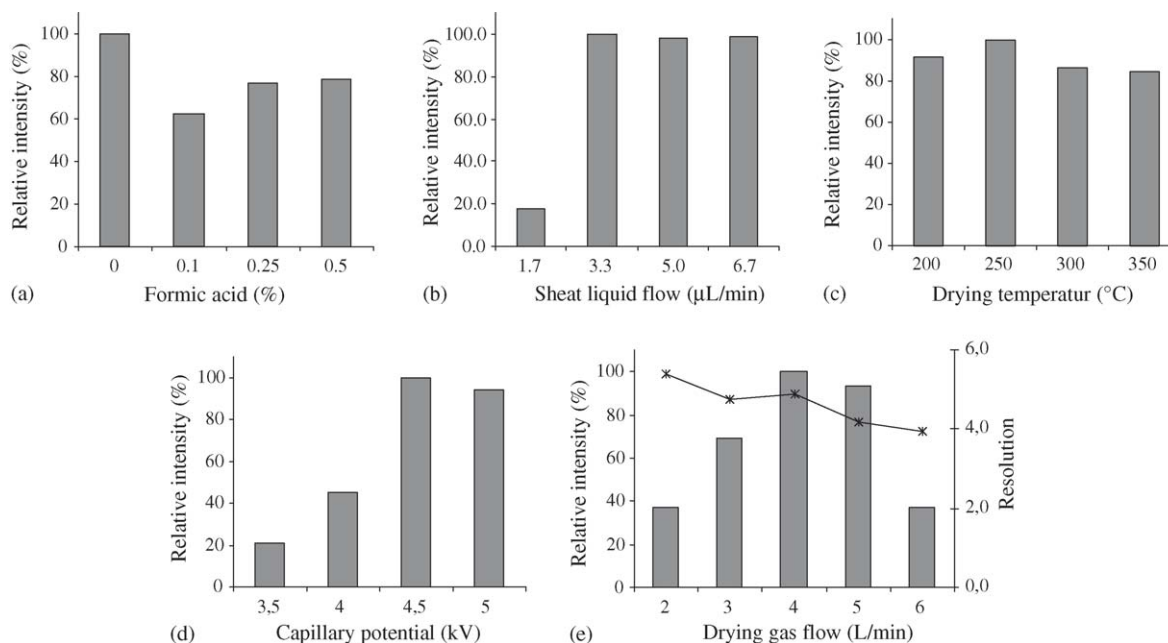 Relative intensity (%)
100
80
60
40
20
0
0 0.1 0.25 0.5
(a) Formic acid (%)
Relative intensity (%)
100.0
80.0
60.0
40.0
20.0
0.0
1.7 3.3 5.0 6.7
(b) Sheat liquid flow (µL/min)
Relative intensity (%)
100
80
60
40
20
0
200 250 300 350
(c) Drying temperatur (°C)
Relative intensity (%)
100
80
60
40
20
0
3,5 4 4,5 5
(d) Capillary potential (kV)
Relative intensity (%)
100
80
60
40
20
0
2 3 4 5 6
(e) Drying gas flow (L/min)
6,0
4,0
2,0
0,0
Resolution